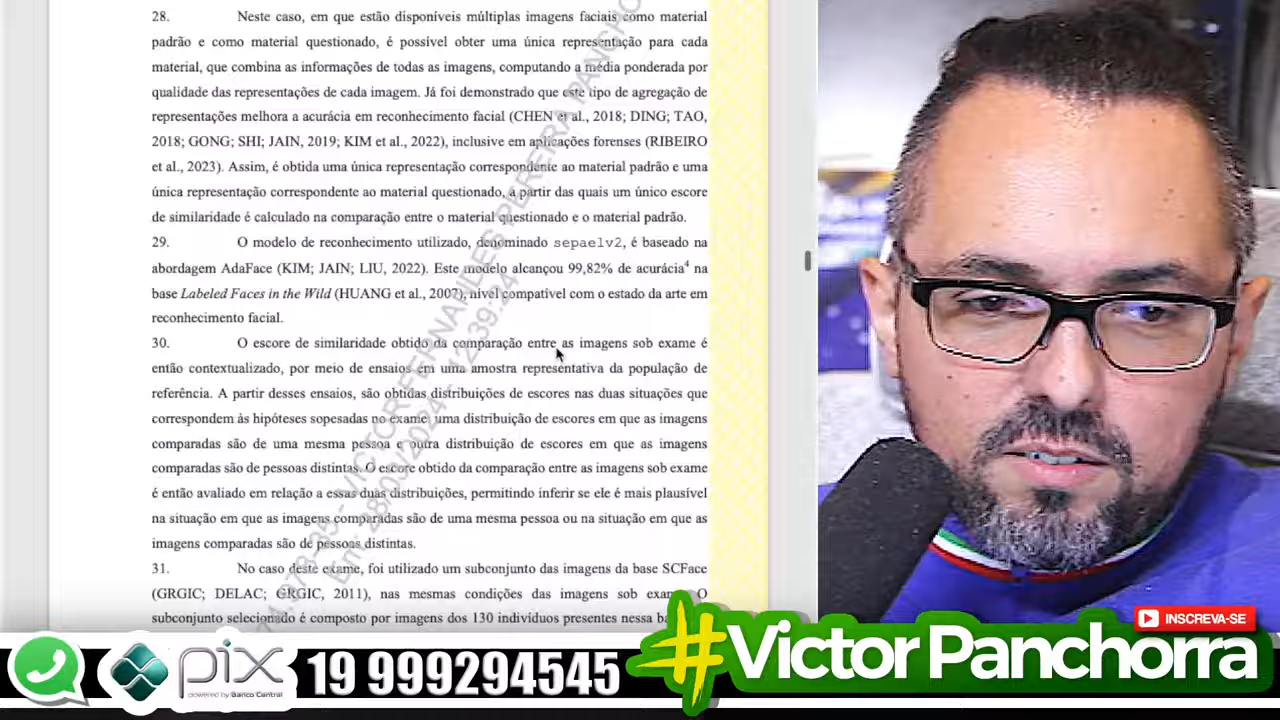 28. Neste caso, em que estão disponíveis múltiplas imagens faciais como material
padrão e como material questionado, é possível obter uma única representação para cada
material, que combina as informações de todas as imagens, computando a média ponderada por
qualidade das representações de cada imagem. Já foi demonstrado que este tipo de agregação de
representações melhora a acurácia em reconhecimento facial (CHEN et al., 2018; DING; TAO,
2018; GONG; SHI; JAIN, 2019; KIM et al., 2022), inclusive em aplicações forenses (RIBEIRO
et al., 2023). Assim, é obtida uma única representação correspondente ao material padrão e uma
única representação correspondente ao material questionado, a partir das quais um único escore
de similaridade é calculado na comparação entre o material questionado e o material padrão.
29. O modelo de reconhecimento utilizado, denominado sepaelv2, é baseado na
abordagem AdaFace (KIM; JAIN; LIU, 2022). Este modelo alcançou 99,82% de acurácia⁴ na
base Labeled Faces in the Wild (HUANG et al., 2007), nível compatível com o estado da arte em
reconhecimento facial.
30. O escore de similaridade obtido da comparação entre as imagens sob exame é
então contextualizado, por meio de ensaios em uma amostra representativa da população de
referência. A partir desses ensaios, são obtidas distribuições de escores nas duas situações que
correspondem às hipóteses sopesadas no exame, uma distribuição de escores em que as imagens
comparadas são de uma mesma pessoa e outra distribuição de escores em que as imagens
comparadas são de pessoas distintas. O escore obtido da comparação entre as imagens sob exame
é então avaliado em relação a essas duas distribuições, permitindo inferir se ele é mais plausível
na situação em que as imagens comparadas são de uma mesma pessoa ou na situação em que as
imagens comparadas são de pessoas distintas.
31. No caso deste exame, foi utilizado um subconjunto das imagens da base SCFace
(GRGIC; DELAC; GRGIC, 2011), nas mesmas condições das imagens sob O
subconjunto selecionado é composto por imagens dos 130 indivíduos presentes nessa
VICTOR FERNANDES PEREIRA
INSCREVA-SE
#Victor Panchorra
pix
powered by Banco Central
19 999294545